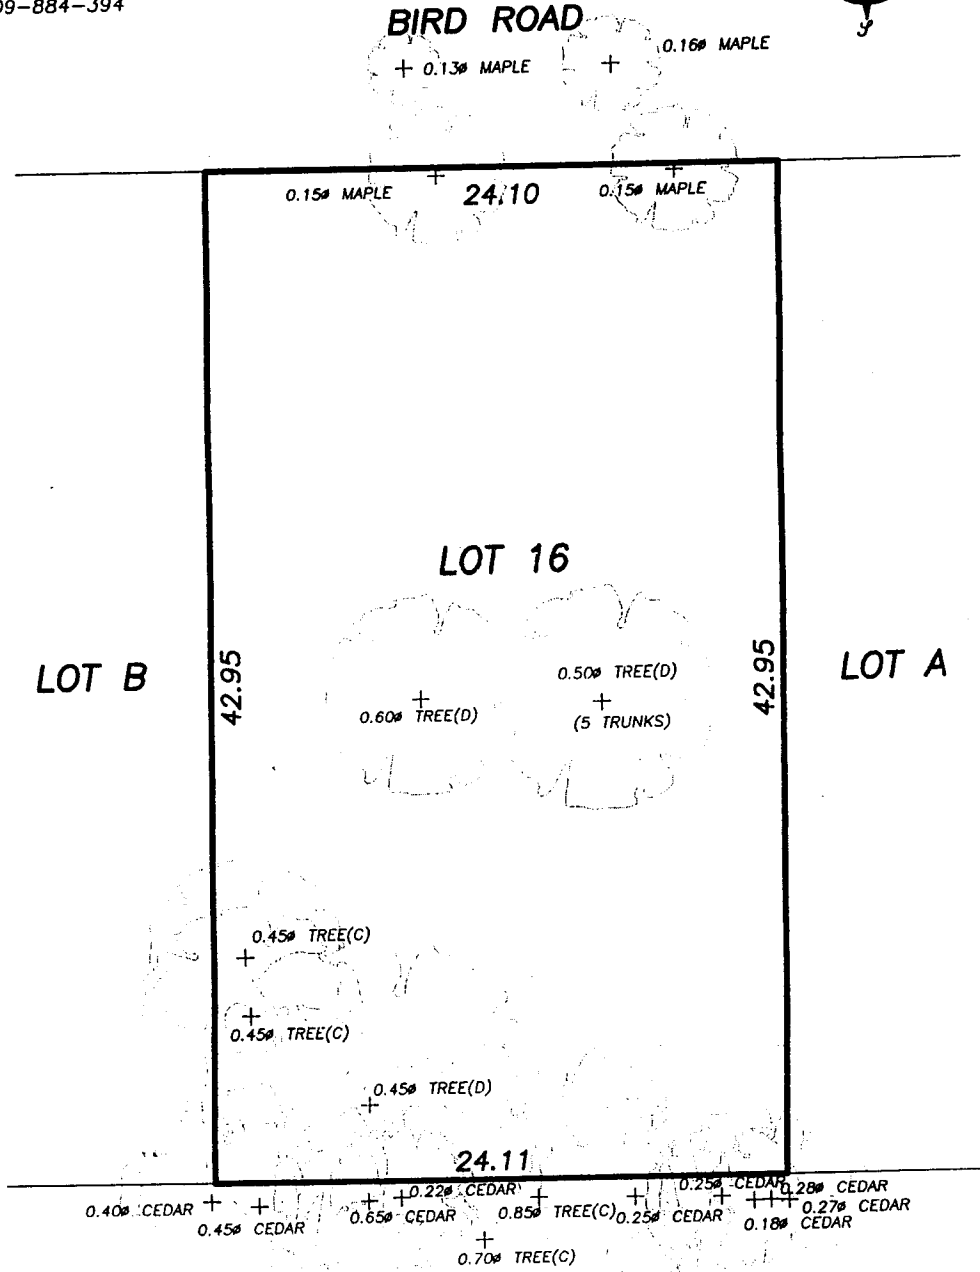 09-884-394
BIRD ROAD
S
0.13ø MAPLE
0.16ø MAPLE
0.15ø MAPLE
24.10
0.15ø MAPLE
LOT 16
LOT B
42.95
0.60ø TREE(D)
0.50ø TREE(D)
(5 TRUNKS)
42.95
LOT A
0.45ø TREE(C)
0.45ø TREE(C)
0.45ø TREE(D)
24.11
0.40ø CEDAR
0.45ø CEDAR
0.65ø CEDAR
0.22ø CEDAR
0.85ø TREE(C)
0.25ø CEDAR
0.25ø CEDAR
0.28ø CEDAR
0.27ø CEDAR
0.18ø CEDAR
0.70ø TREE(C)